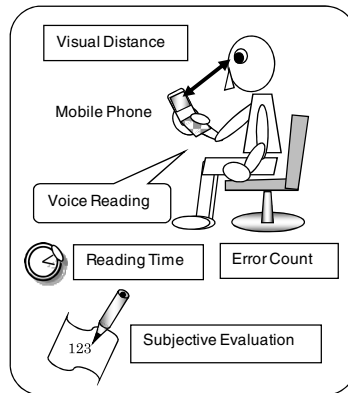 Visual Distance
Mobile Phone
Voice Reading
Reading Time
Error Count
123
Subjective Evaluation